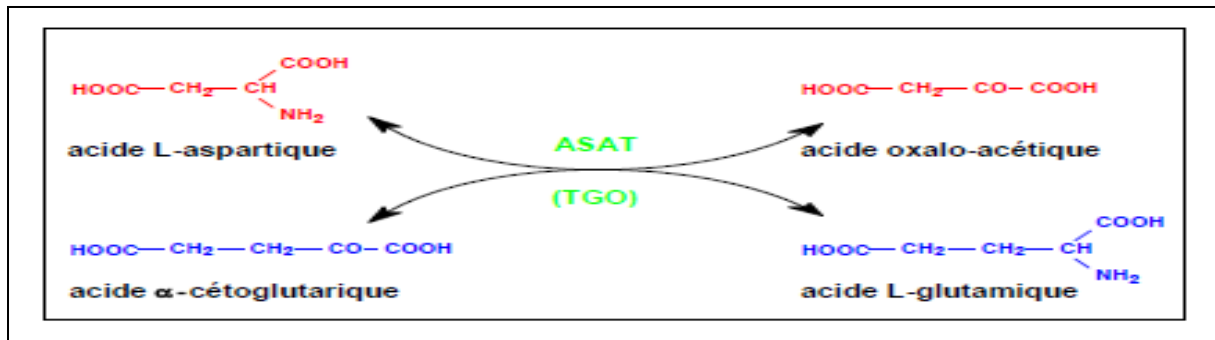 COOH
HOOC— CH₂— CH
NH₂
acide L-aspartique
HOOC— CH₂— CO— COOH
acide oxalo-acétique
ASAT
(TGO)
HOOC— CH₂— CH₂— CO— COOH
acide α-cétoglutarique
COOH
HOOC— CH₂— CH₂— CH
NH₂
acide L-glutamique